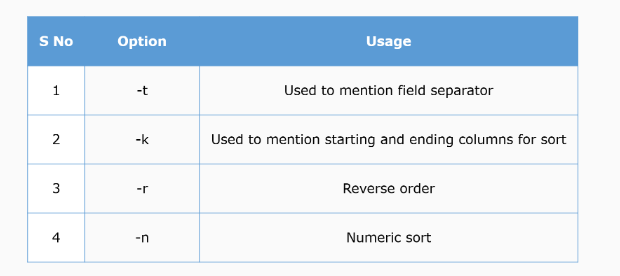 S No Option Usage
1 -t Used to mention field separator
2 -k Used to mention starting and ending columns for sort
3 -r Reverse order
4 -n Numeric sort